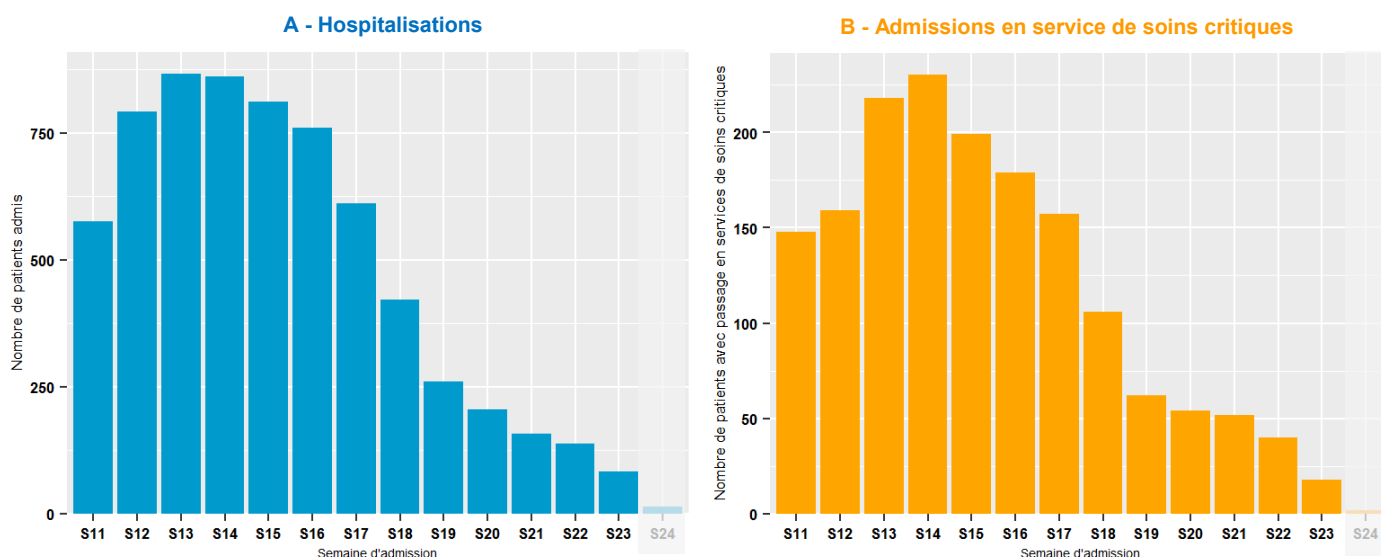 A - Hospitalisations
Nombre de patients admis
750
500
250
0
S11 S12 S13 S14 S15 S16 S17 S18 S19 S20 S21 S22 S23 S24
Semaine d'admission
B - Admissions en service de soins critiques
Nombre de patients avec passage en services de soins critiques
200
150
100
50
0
S11 S12 S13 S14 S15 S16 S17 S18 S19 S20 S21 S22 S23 S24
Semaine d'admission